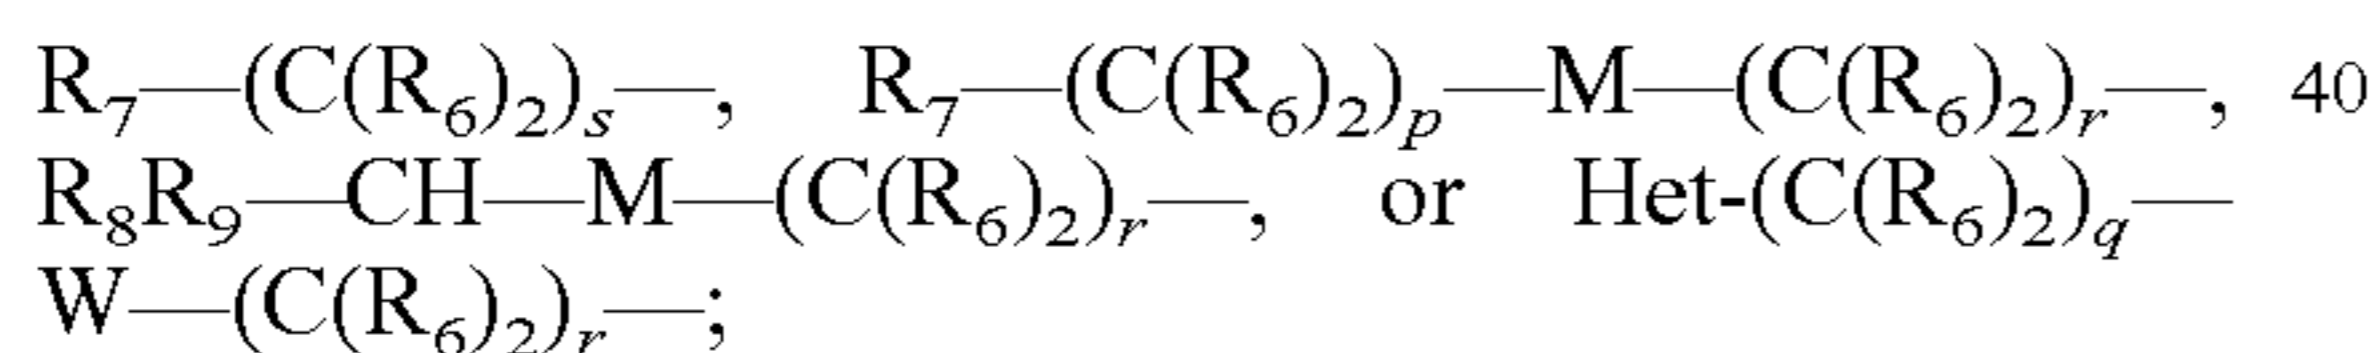 R₇—(C(R₆)₂)ₛ—, R₇—(C(R₆)₂)ₚ—M—(C(R₆)₂)ᵣ—, 40
R₈R₉—CH—M—(C(R₆)₂)ᵣ—, or Het-(C(R₆)₂)q—
W—(C(R₆)₂)ᵣ—;